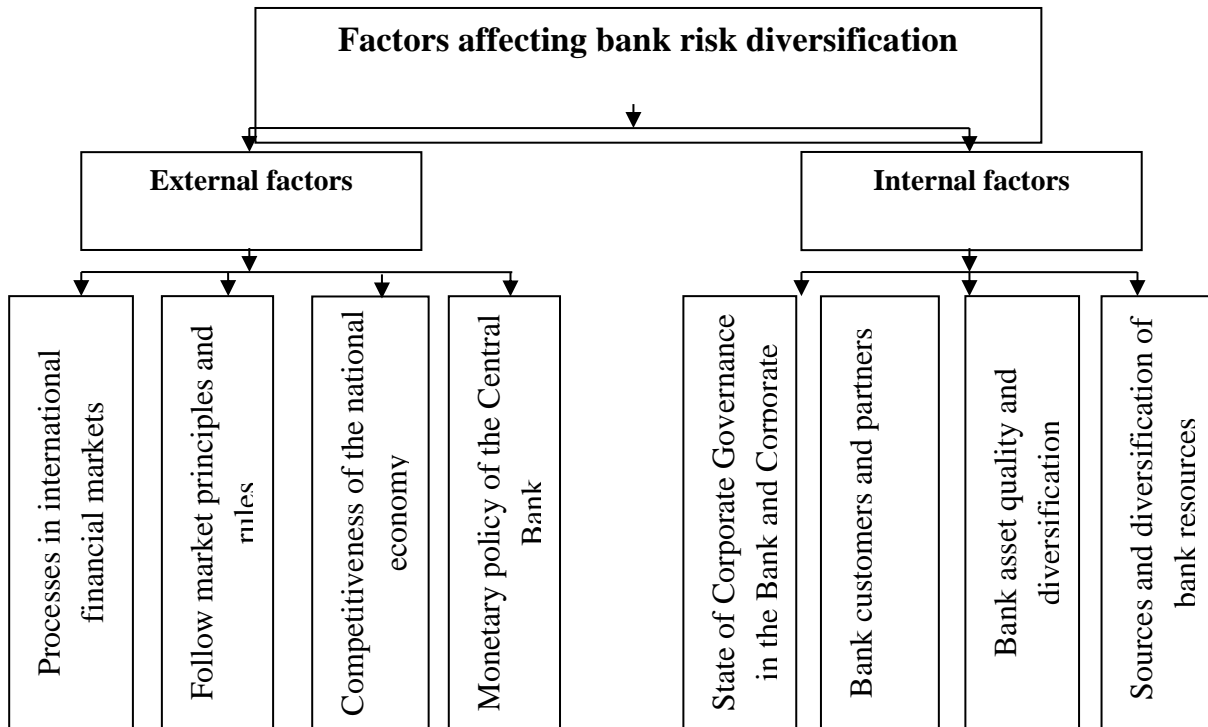 Factors affecting bank risk diversification
External factors
Internal factors
Processes in international
financial markets
Follow market principles and
rules
Competitiveness of the national
economy
Monetary policy of the Central
Bank
State of Corporate Governance
in the Bank and Corporate
Bank customers and partners
Bank asset quality and
diversification
Sources and diversification of
bank resources